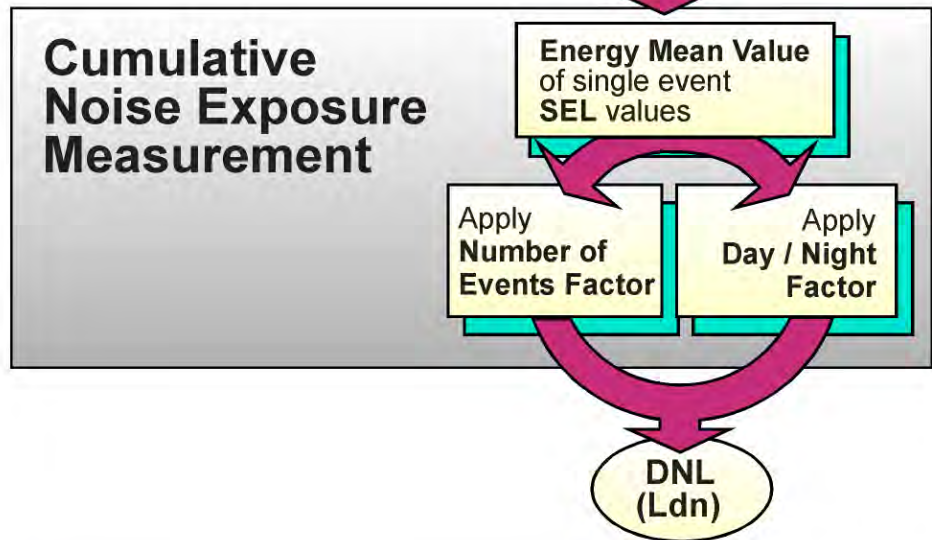 Cumulative
Noise Exposure
Measurement
Energy Mean Value
of single event
SEL values
Apply
Number of
Events Factor
Apply
Day / Night
Factor
DNL
(Ldn)